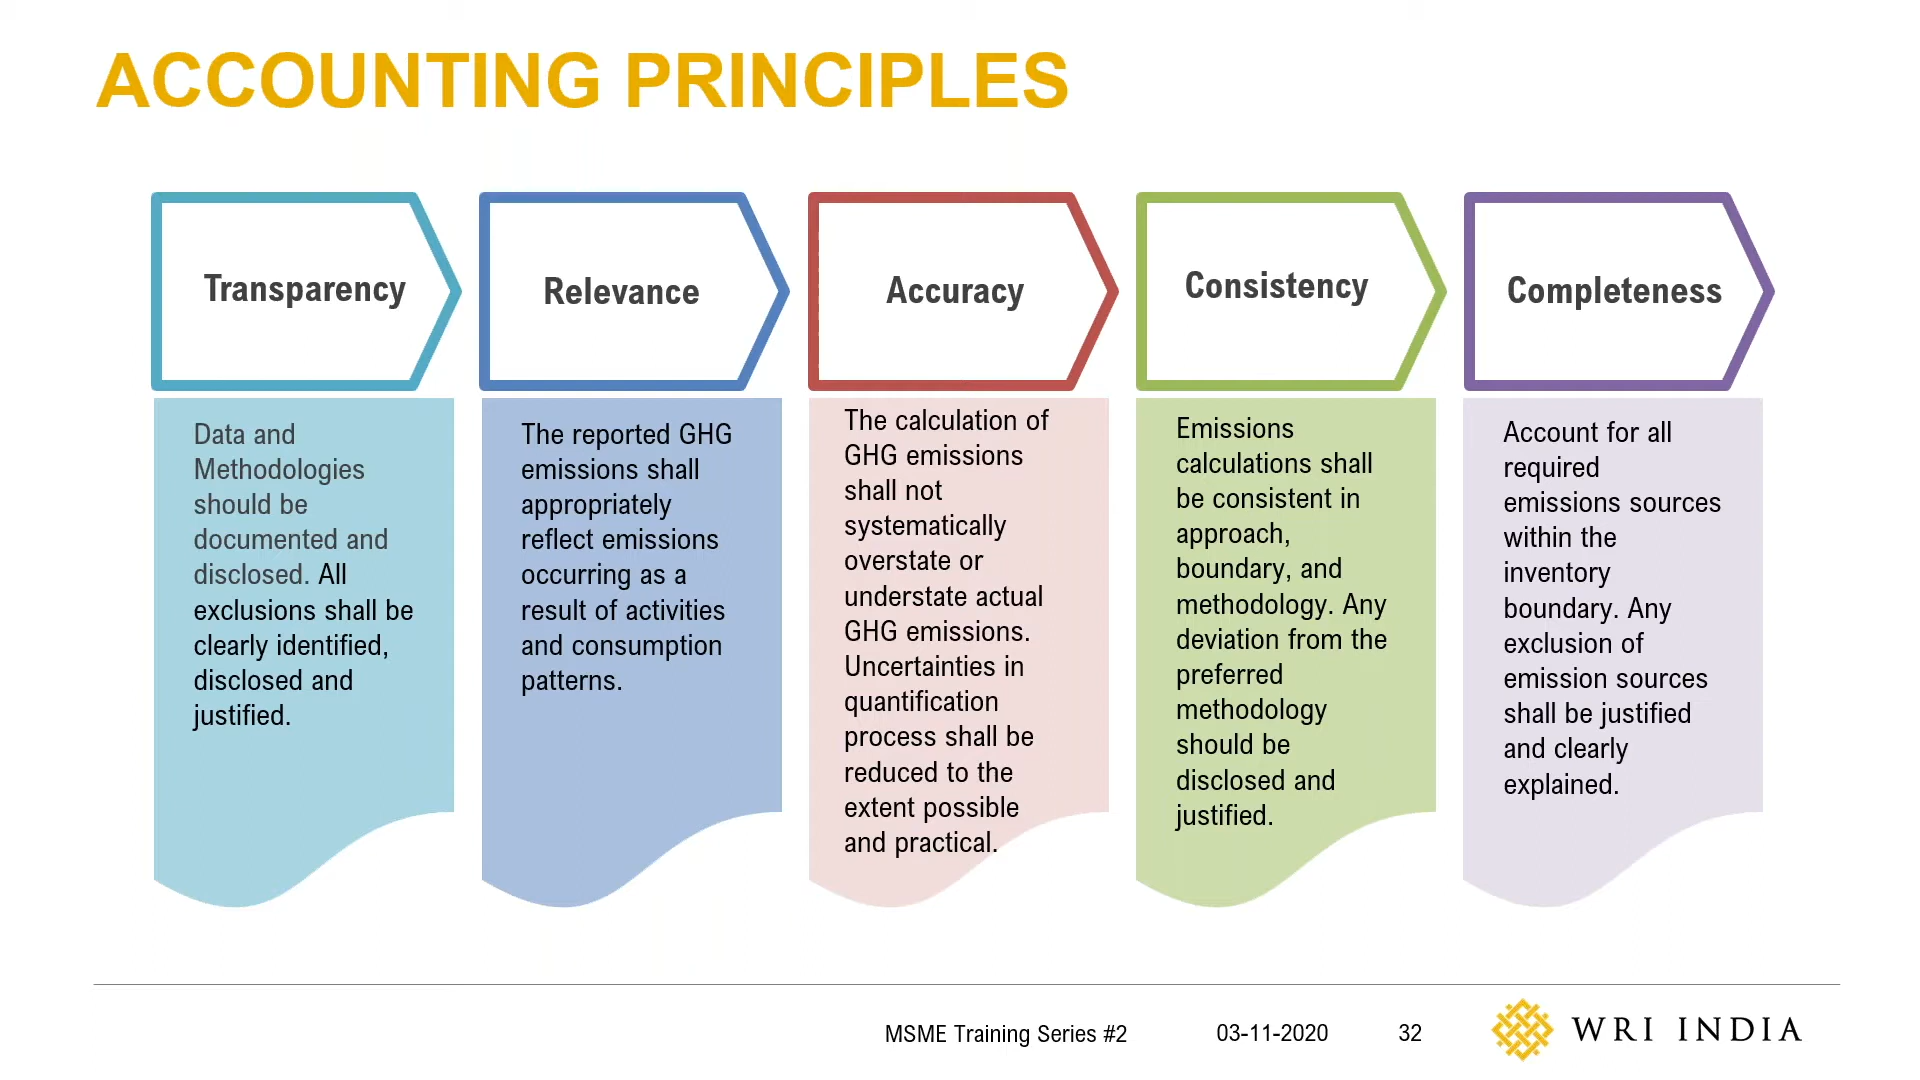 ACCOUNTING PRINCIPLES
Transparency
Data and
Methodologies
should be
documented and
disclosed. All
exclusions shall be
clearly identified,
disclosed and
justified.
Relevance
The reported GHG
emissions shall
appropriately
reflect emissions
occurring as a
result of activities
and consumption
patterns.
Accuracy
The calculation of
GHG emissions
shall not
systematically
overstate or
understate actual
GHG emissions.
Uncertainties in
quantification
process shall be
reduced to the
extent possible
and practical.
Consistency
Emissions
calculations shall
be consistent in
approach,
boundary, and
methodology. Any
deviation from the
preferred
methodology
should be
disclosed and
justified.
Completeness
Account for all
required
emissions sources
within the
inventory
boundary. Any
exclusion of
emission sources
shall be justified
and clearly
explained.
MSME Training Series #2
03-11-2020
32
WRI INDIA